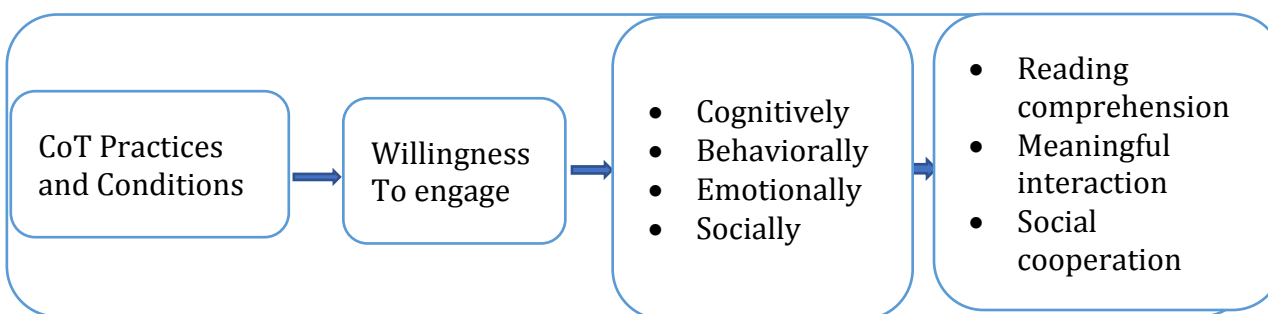 CoT Practices
and Conditions
Willingness
To engage
• Cognitively
• Behaviorally
• Emotionally
• Socially
• Reading
comprehension
• Meaningful
interaction
• Social
cooperation